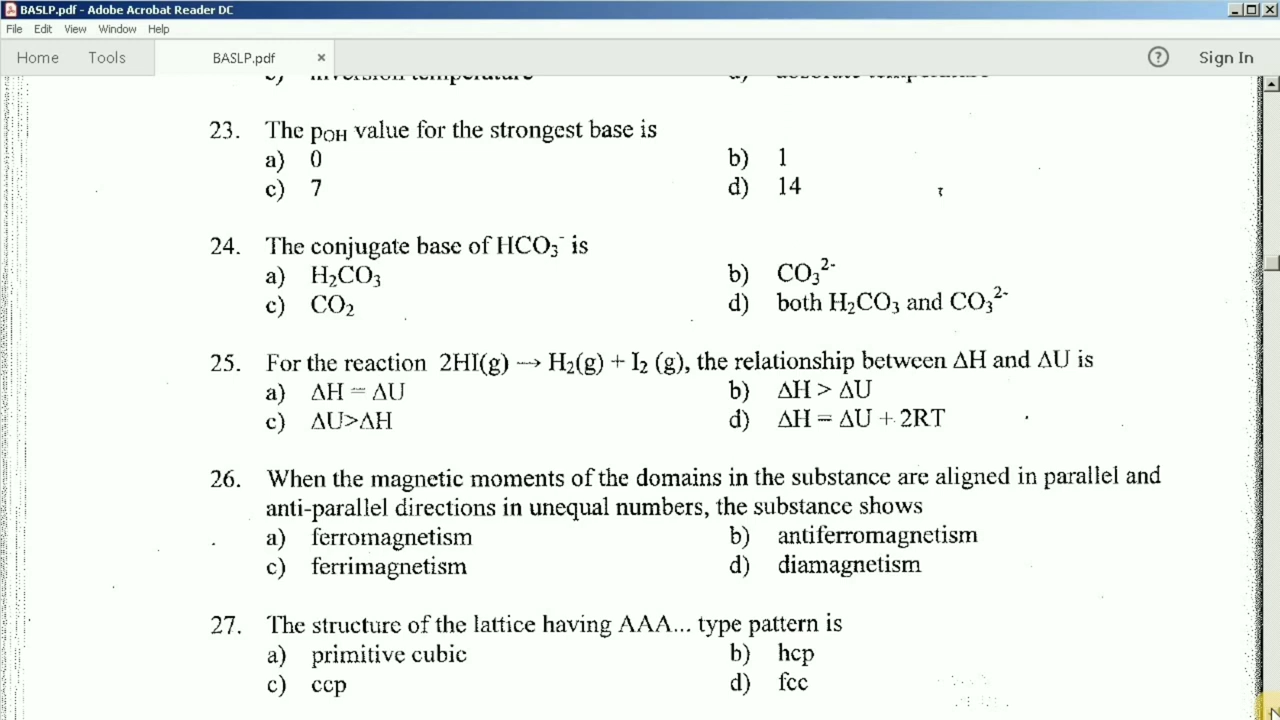 BASLP.pdf - Adobe Acrobat Reader DC
File Edit View Window Help
Home Tools BASLP.pdf × ? Sign In
c) inversion temperature d) absolute temperature
23. The pOH value for the strongest base is
a) 0 b) 1
c) 7 d) 14
24. The conjugate base of HCO₃⁻ is
a) H₂CO₃ b) CO₃²⁻
c) CO₂ d) both H₂CO₃ and CO₃²⁻
25. For the reaction 2HI(g) → H₂(g) + I₂ (g), the relationship between ΔH and ΔU is
a) ΔH = ΔU b) ΔH > ΔU
c) ΔU>ΔH d) ΔH = ΔU + 2RT
26. When the magnetic moments of the domains in the substance are aligned in parallel and
anti-parallel directions in unequal numbers, the substance shows
a) ferromagnetism b) antiferromagnetism
c) ferrimagnetism d) diamagnetism
27. The structure of the lattice having AAA... type pattern is
a) primitive cubic b) hcp
c) ccp d) fcc